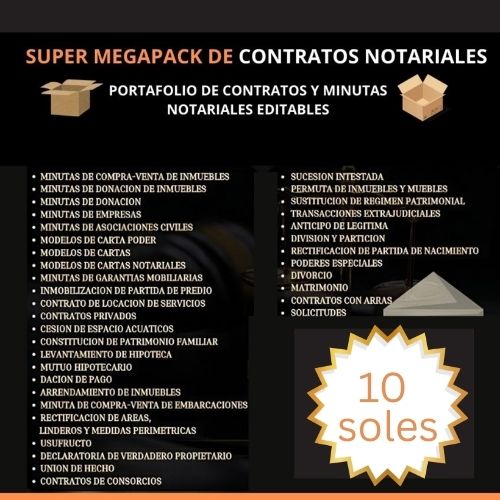 SUPER MEGAPACK DE CONTRATOS NOTARIALES
PORTAFOLIO DE CONTRATOS Y MINUTAS
NOTARIALES EDITABLES
• MINUTAS DE COMPRA-VENTA DE INMUEBLES
• MINUTAS DE DONACION DE INMUEBLES
• MINUTAS DE DONACION
• MINUTAS DE EMPRESAS
• MINUTAS DE ASOCIACIONES CIVILES
• MODELOS DE CARTA PODER
• MODELOS DE CARTAS
• MODELOS DE CARTAS NOTARIALES
• MINUTAS DE GARANTIAS MOBILIARIAS
• INMOBILIZACION DE PARTIDA DE PREDIO
• CONTRATO DE LOCACION DE SERVICIOS
• CONTRATOS PRIVADOS
• CESION DE ESPACIO ACUATICOS
• CONSTITUCION DE PATRIMONIO FAMILIAR
• LEVANTAMIENTO DE HIPOTECA
• MUTUO HIPOTECARIO
• DACION DE PAGO
• ARRENDAMIENTO DE INMUEBLES
• MINUTA DE COMPRA-VENTA DE EMBARCACIONES
• RECTIFICACION DE AREAS,
LINDEROS Y MEDIDAS PERIMETRICAS
• USUFRUCTO
• DECLARATORIA DE VERDADERO PROPIETARIO
• UNION DE HECHO
• CONTRATOS DE CONSORCIOS
• SUCESION INTESTADA
• PERMUTA DE INMUEBLES Y MUEBLES
• SUSTITUCION DE REGIMEN PATRIMONIAL
• TRANSACCIONES EXTRAJUDICIALES
• ANTICIPO DE LEGITIMA
• DIVISION Y PARTICION
• RECTIFICACION DE PARTIDA DE NACIMIENTO
• PODERES ESPECIALES
• DIVORCIO
• MATRIMONIO
• CONTRATOS CON ARRAS
• SOLICITUDES
10
soles